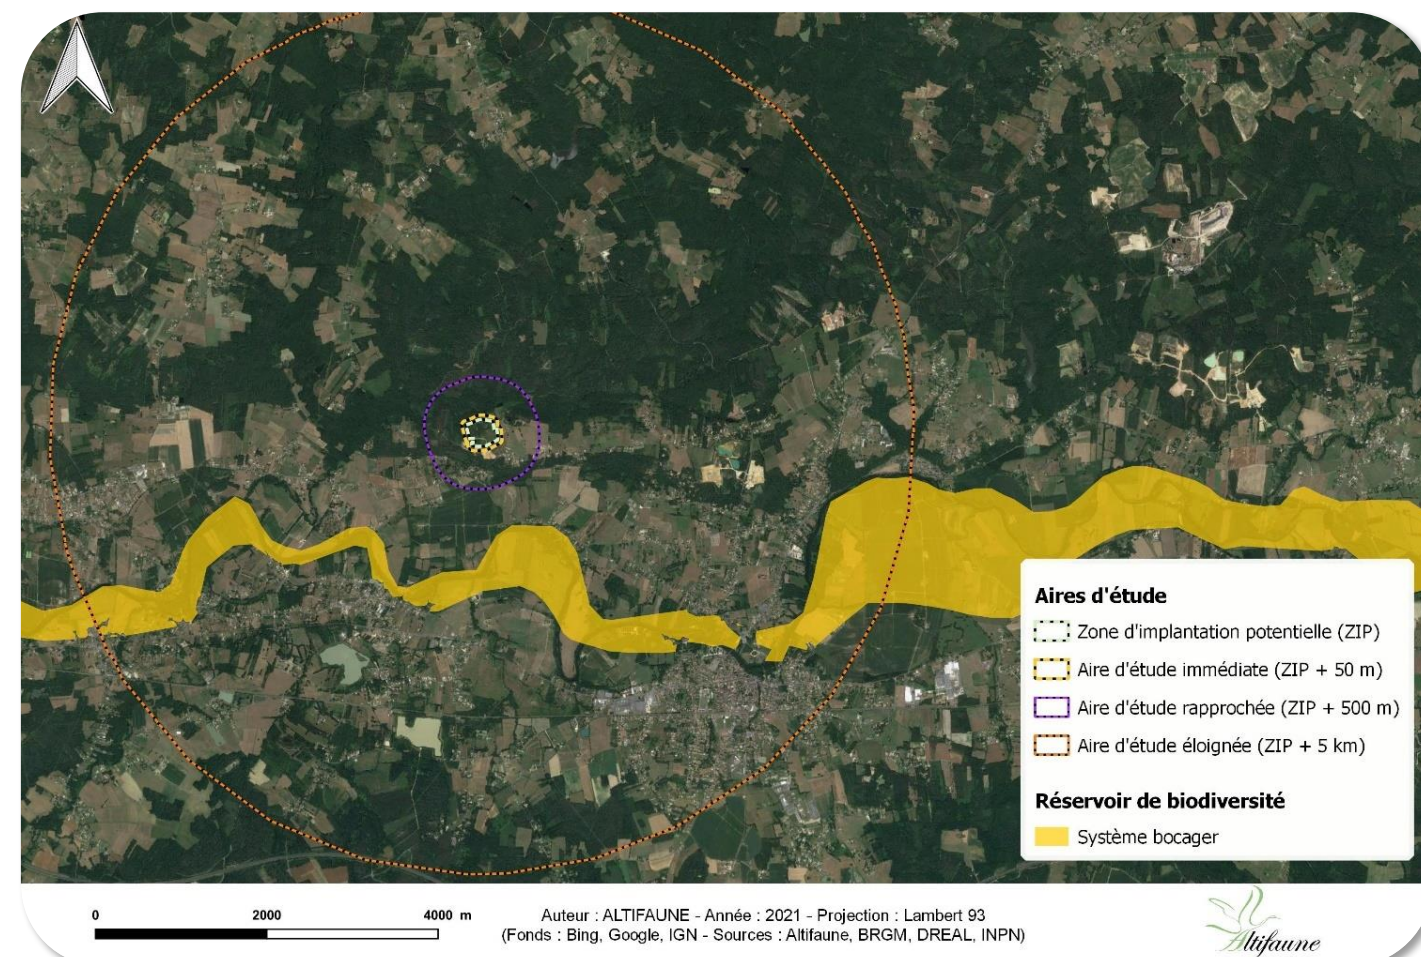 Aires d'étude
Zone d'implantation potentielle (ZIP)
Aire d'étude immédiate (ZIP + 50 m)
Aire d'étude rapprochée (ZIP + 500 m)
Aire d'étude éloignée (ZIP + 5 km)
Réservoir de biodiversité
Système bocager
0 2000 4000 m
Auteur : ALTIFAUNE - Année : 2021 - Projection : Lambert 93
(Fonds : Bing, Google, IGN - Sources : Altifaune, BRGM, DREAL, INPN)
Altifaune